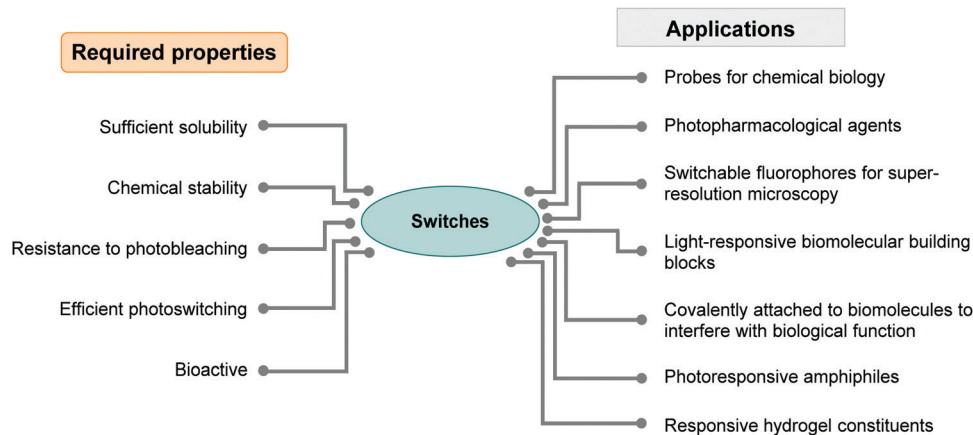 Required properties
Sufficient solubility
Chemical stability
Resistance to photobleaching
Efficient photoswitching
Bioactive
Switches
Applications
Probes for chemical biology
Photopharmacological agents
Switchable fluorophores for super-
resolution microscopy
Light-responsive biomolecular building
blocks
Covalently attached to biomolecules to
interfere with biological function
Photoresponsive amphiphiles
Responsive hydrogel constituents